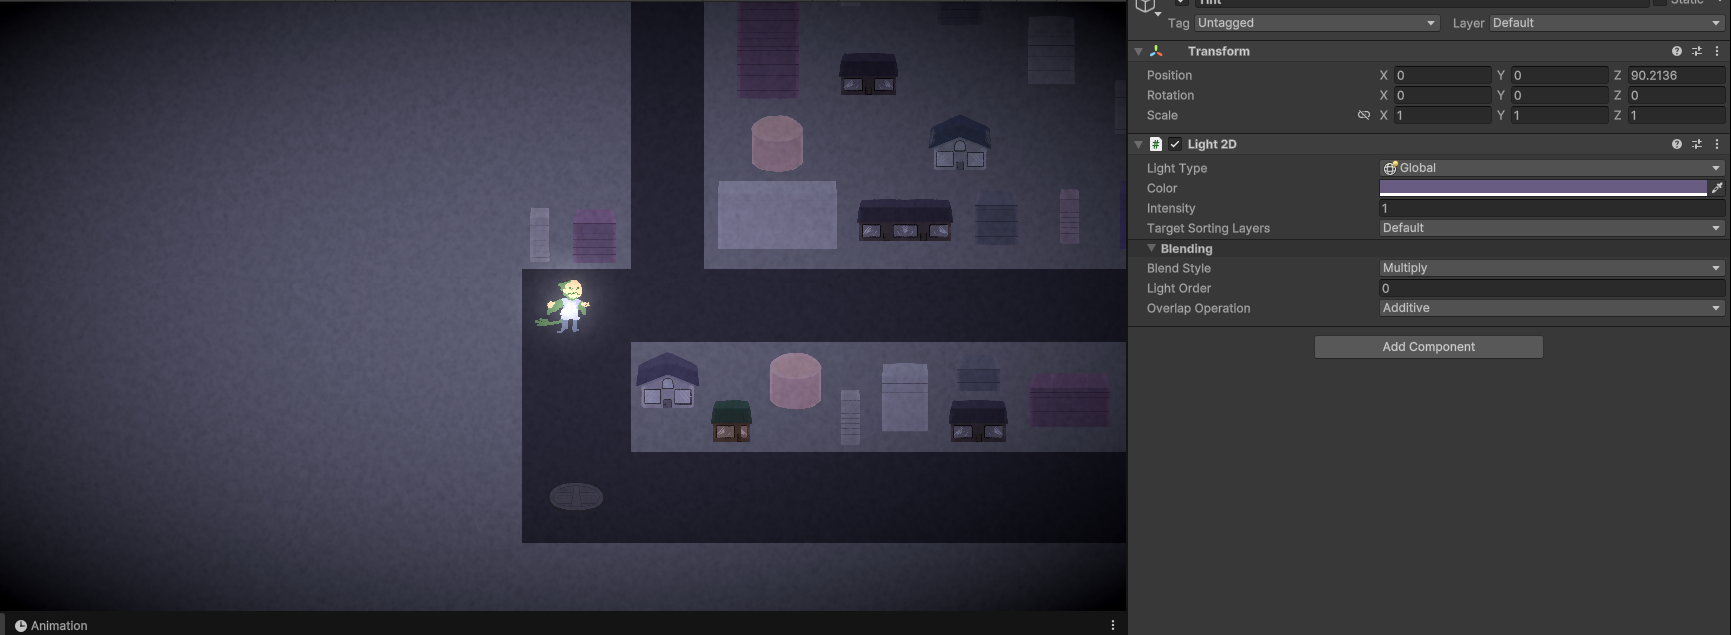 Tint
Static
Tag Untagged Layer Default
Transform
Position X 0 Y 0 Z 90.2136
Rotation X 0 Y 0 Z 0
Scale X 1 Y 1 Z 1
# Light 2D
Light Type Global
Color
Intensity 1
Target Sorting Layers Default
Blending
Blend Style Multiply
Light Order 0
Overlap Operation Additive
Add Component
Animation